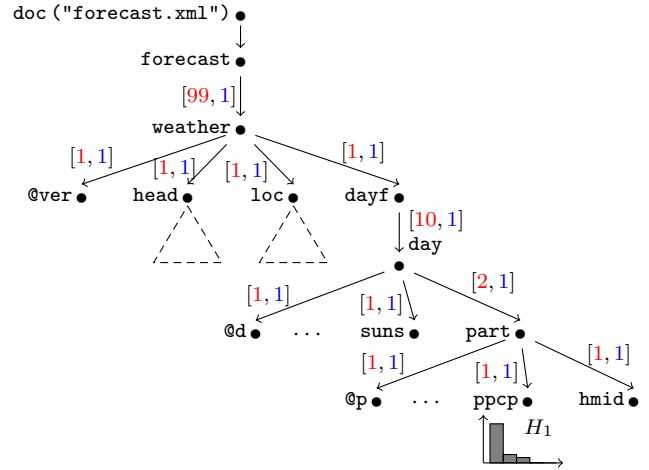 doc("forecast.xml")
forecast
[99, 1]
weather
[1, 1] [1, 1] [1, 1] [1, 1]
@ver head loc dayf
[10, 1]
day
[1, 1] [1, 1] [2, 1]
@d ... suns part
[1, 1] [1, 1] [1, 1]
@p ... ppcp hmid
H₁